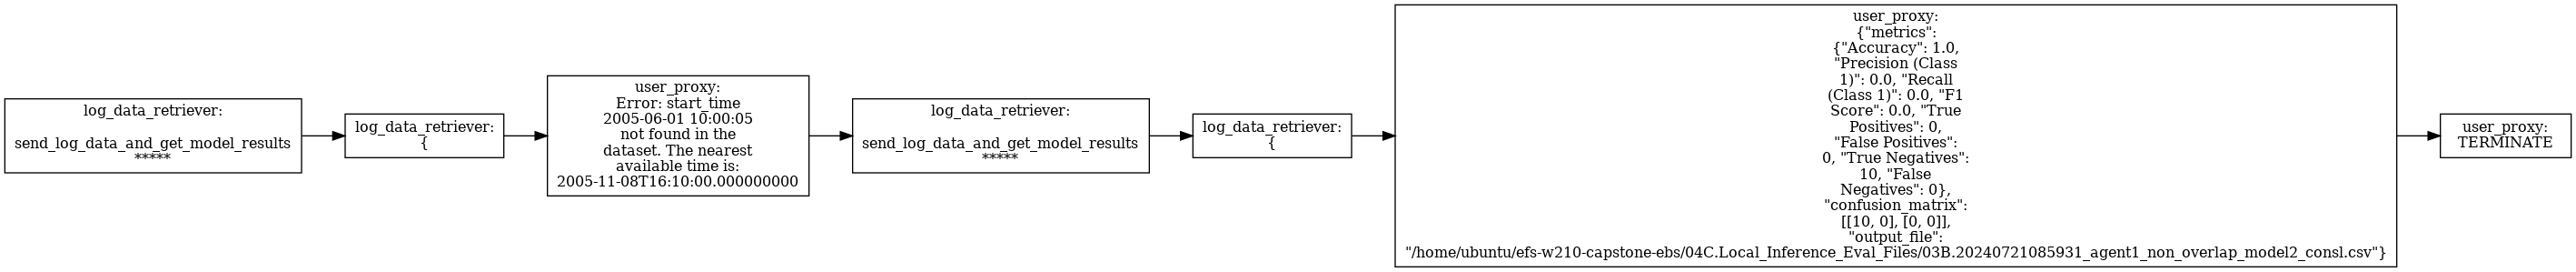 log_data_retriever:
send_log_data_and_get_model_results
*****
log_data_retriever:
{
user_proxy:
Error: start_time
2005-06-01 10:00:05
not found in the
dataset. The nearest
available time is:
2005-11-08T16:10:00.000000000
log_data_retriever:
send_log_data_and_get_model_results
*****
log_data_retriever:
{
user_proxy:
{"metrics":
{"Accuracy": 1.0,
"Precision (Class
1)": 0.0, "Recall
(Class 1)": 0.0, "F1
Score": 0.0, "True
Positives": 0,
"False Positives":
0, "True Negatives":
10, "False
Negatives": 0},
"confusion_matrix":
[[10, 0], [0, 0]],
"output_file":
"/home/ubuntu/efs-w210-capstone-ebs/04C.Local_Inference_Eval_Files/03B.20240721085931_agent1_non_overlap_model2_consl.csv"}
user_proxy:
TERMINATE